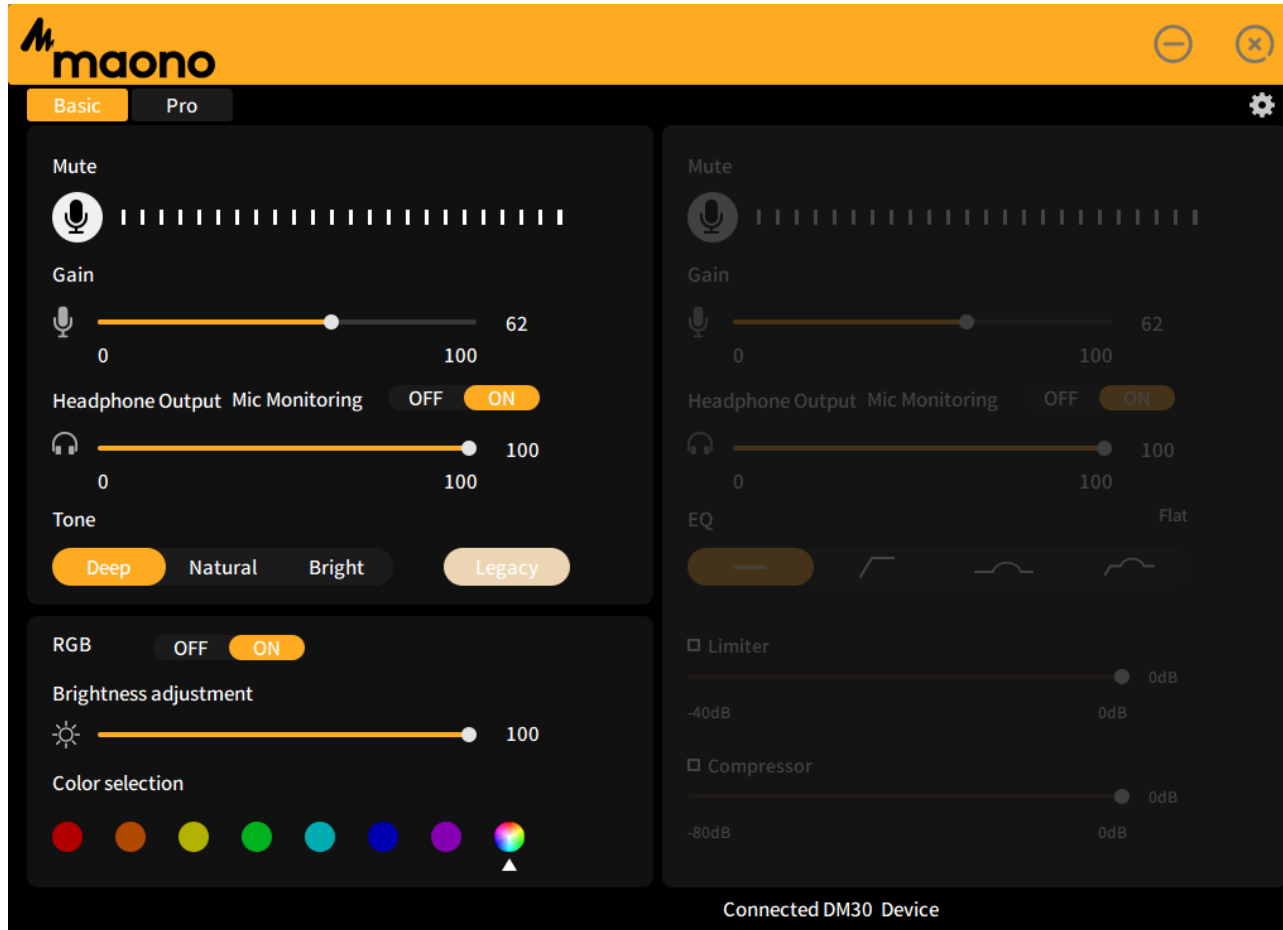 maono
Basic Pro
Mute
Gain
62
0 100
Headphone Output Mic Monitoring OFF ON
100
0 100
Tone
Deep Natural Bright Legacy
RGB OFF ON
Brightness adjustment
100
Color selection
Mute
Gain
62
0 100
Headphone Output Mic Monitoring OFF ON
100
0 100
EQ Flat
Limiter
0dB
-40dB 0dB
Compressor
0dB
-80dB 0dB
Connected DM30 Device